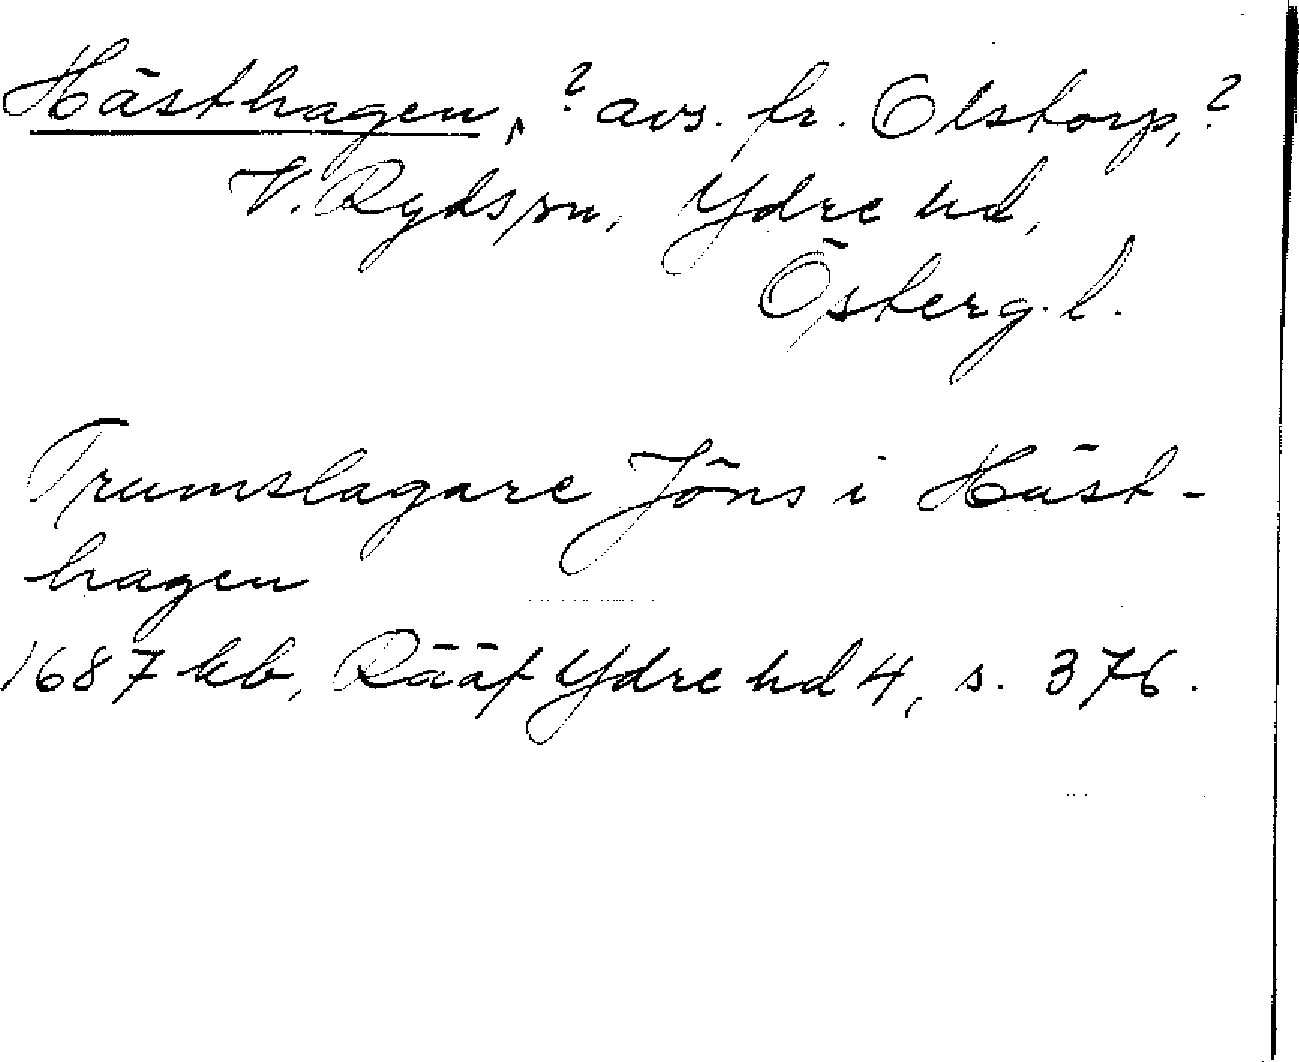 Hästhagen, ? avs. fr. Olstorp, ?
V. Ryds sn, Ydre hd,
Österg. l.
Trumslagare Jöns i Häst-
hagen
1687 kb, Rääf Ydre hd 4, s. 376.